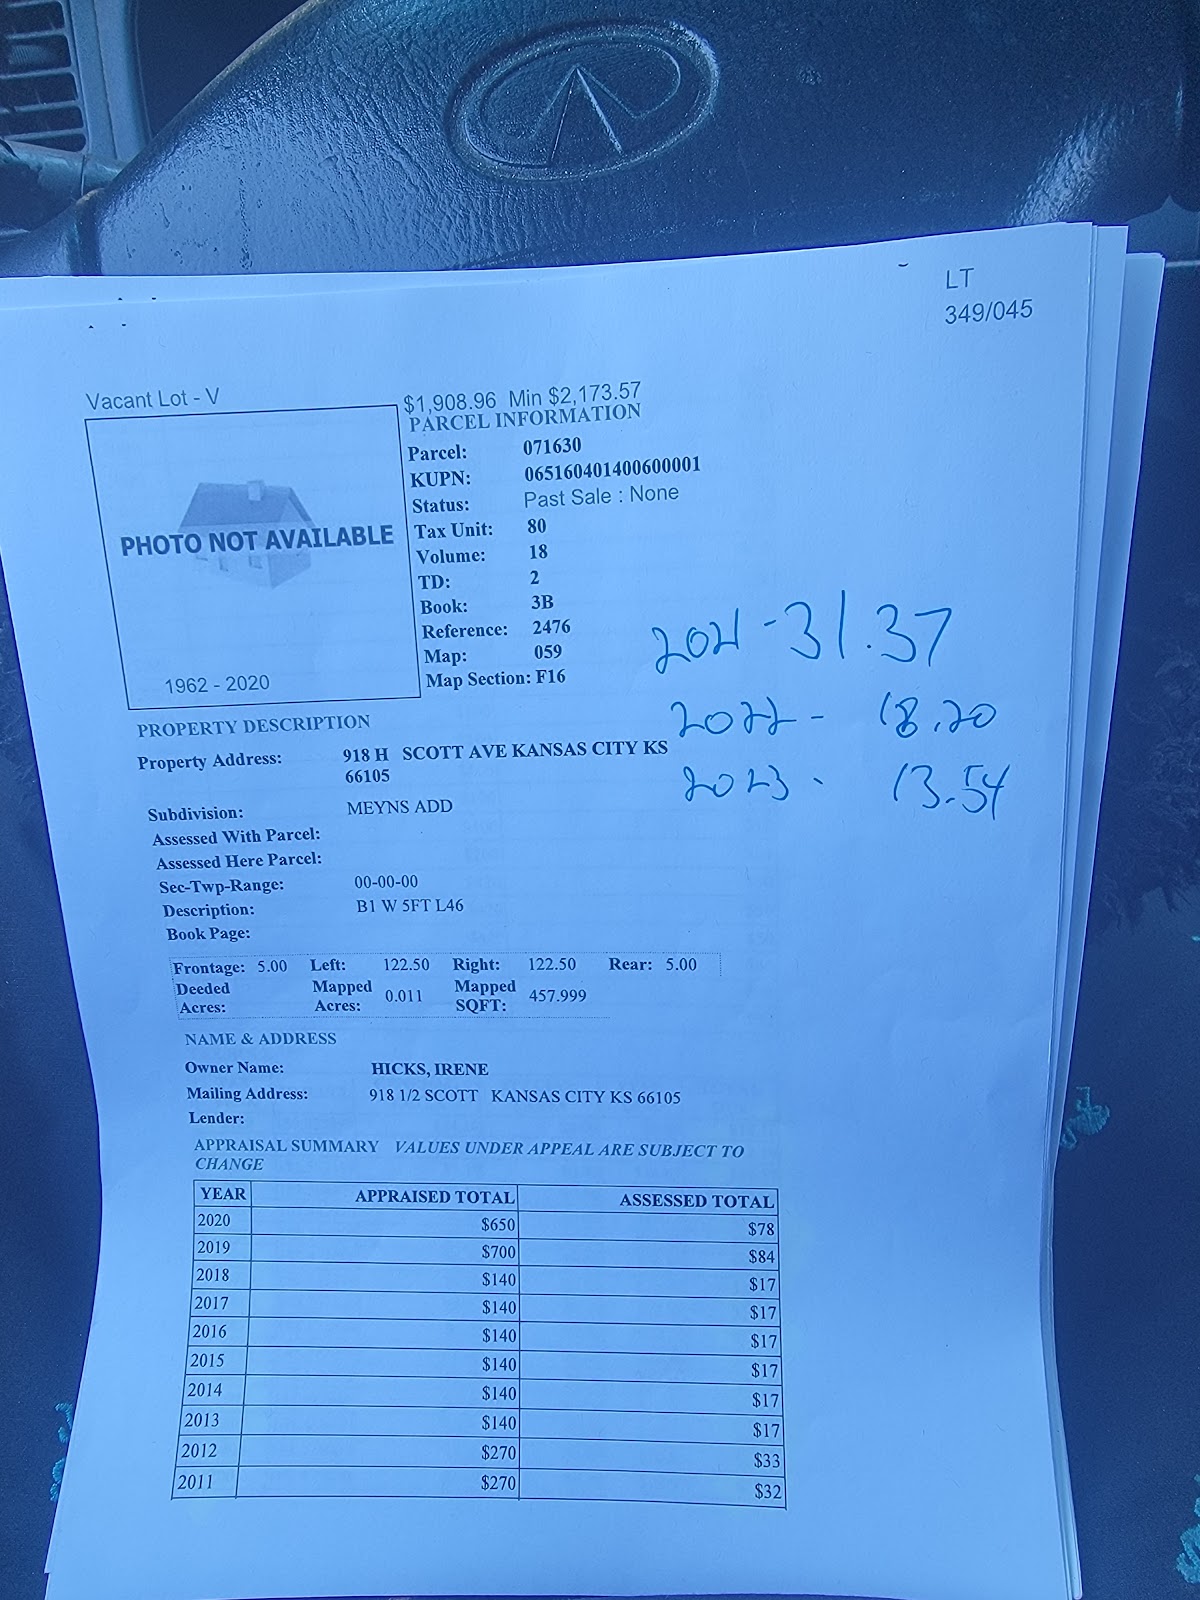 LT
349/045
Vacant Lot - V
$1,908.96 Min $2,173.57
PARCEL INFORMATION
Parcel: 071630
KUPN: 065160401400600001
Status: Past Sale : None
Tax Unit: 80
Volume: 18
TD: 2
Book: 3B
Reference: 2476
Map: 059
Map Section: F16
PHOTO NOT AVAILABLE
1962 - 2020
2021 - 31.37
2022 - 18.20
2023 - 13.54
PROPERTY DESCRIPTION
Property Address: 918 H SCOTT AVE KANSAS CITY KS
66105
Subdivision: MEYNS ADD
Assessed With Parcel:
Assessed Here Parcel:
Sec-Twp-Range: 00-00-00
Description: B1 W 5FT L46
Book Page:
Frontage: 5.00 Left: 122.50 Right: 122.50 Rear: 5.00
Deeded Acres: Mapped Acres: 0.011 Mapped SQFT: 457.999
NAME & ADDRESS
Owner Name: HICKS, IRENE
Mailing Address: 918 1/2 SCOTT KANSAS CITY KS 66105
Lender:
APPRAISAL SUMMARY VALUES UNDER APPEAL ARE SUBJECT TO
CHANGE
YEAR APPRAISED TOTAL ASSESSED TOTAL
2020 $650 $78
2019 $700 $84
2018 $140 $17
2017 $140 $17
2016 $140 $17
2015 $140 $17
2014 $140 $17
2013 $140 $17
2012 $270 $33
2011 $270 $32